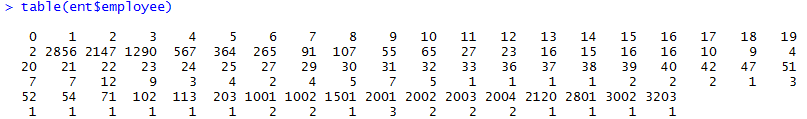 > table(ent$employee)
0 1 2 3 4 5 6 7 8 9 10 11 12 13 14 15 16 17 18 19
2 2856 2147 1290 567 364 265 91 107 55 65 27 23 16 15 16 16 10 9 4
20 21 22 23 24 25 27 29 30 31 32 33 36 37 38 39 40 42 47 51
7 7 12 9 3 4 2 4 5 7 5 1 1 1 1 2 2 2 1 3
52 54 71 102 113 203 1001 1002 1501 2001 2002 2003 2004 2120 2801 3002 3203
1 1 1 1 1 1 2 2 1 3 2 2 2 1 1 1 1